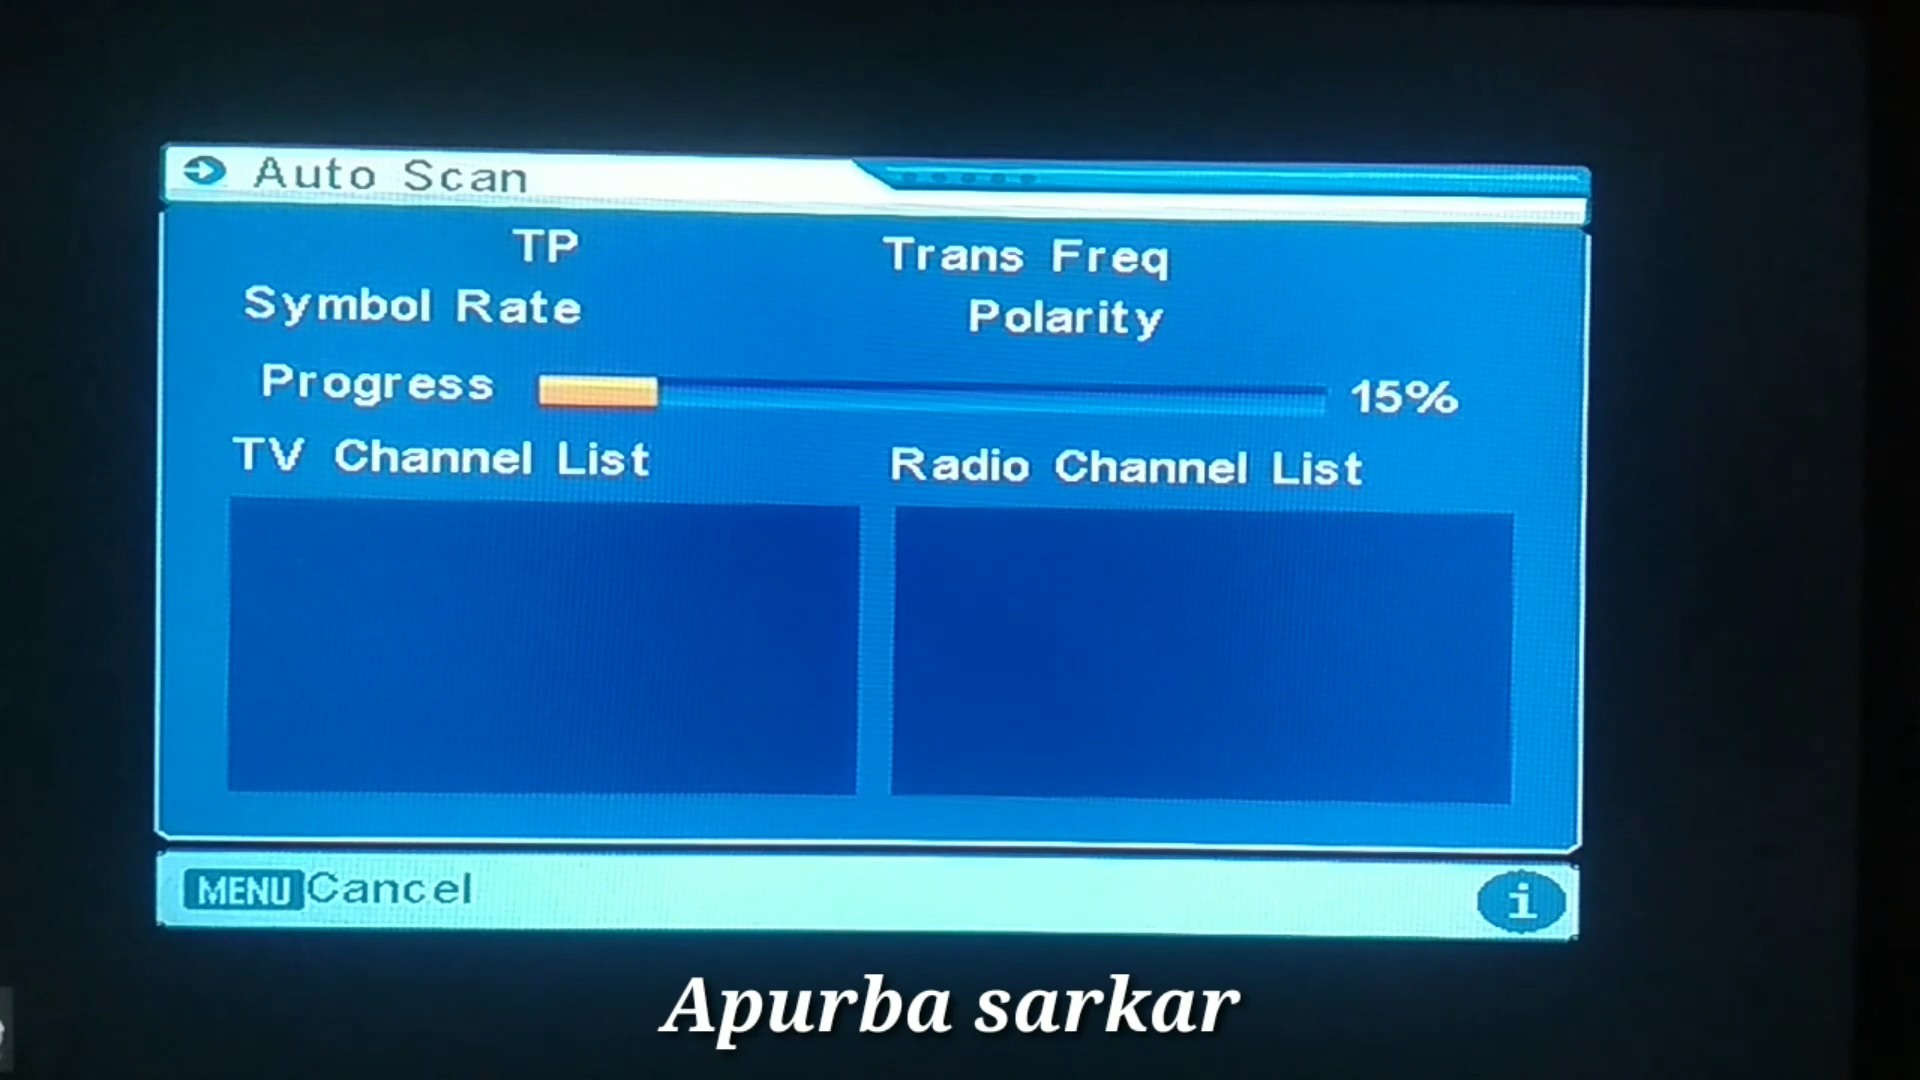 Auto Scan
TP Trans Freq
Symbol Rate Polarity
Progress 15%
TV Channel List Radio Channel List
MENU Cancel i
Apurba sarkar